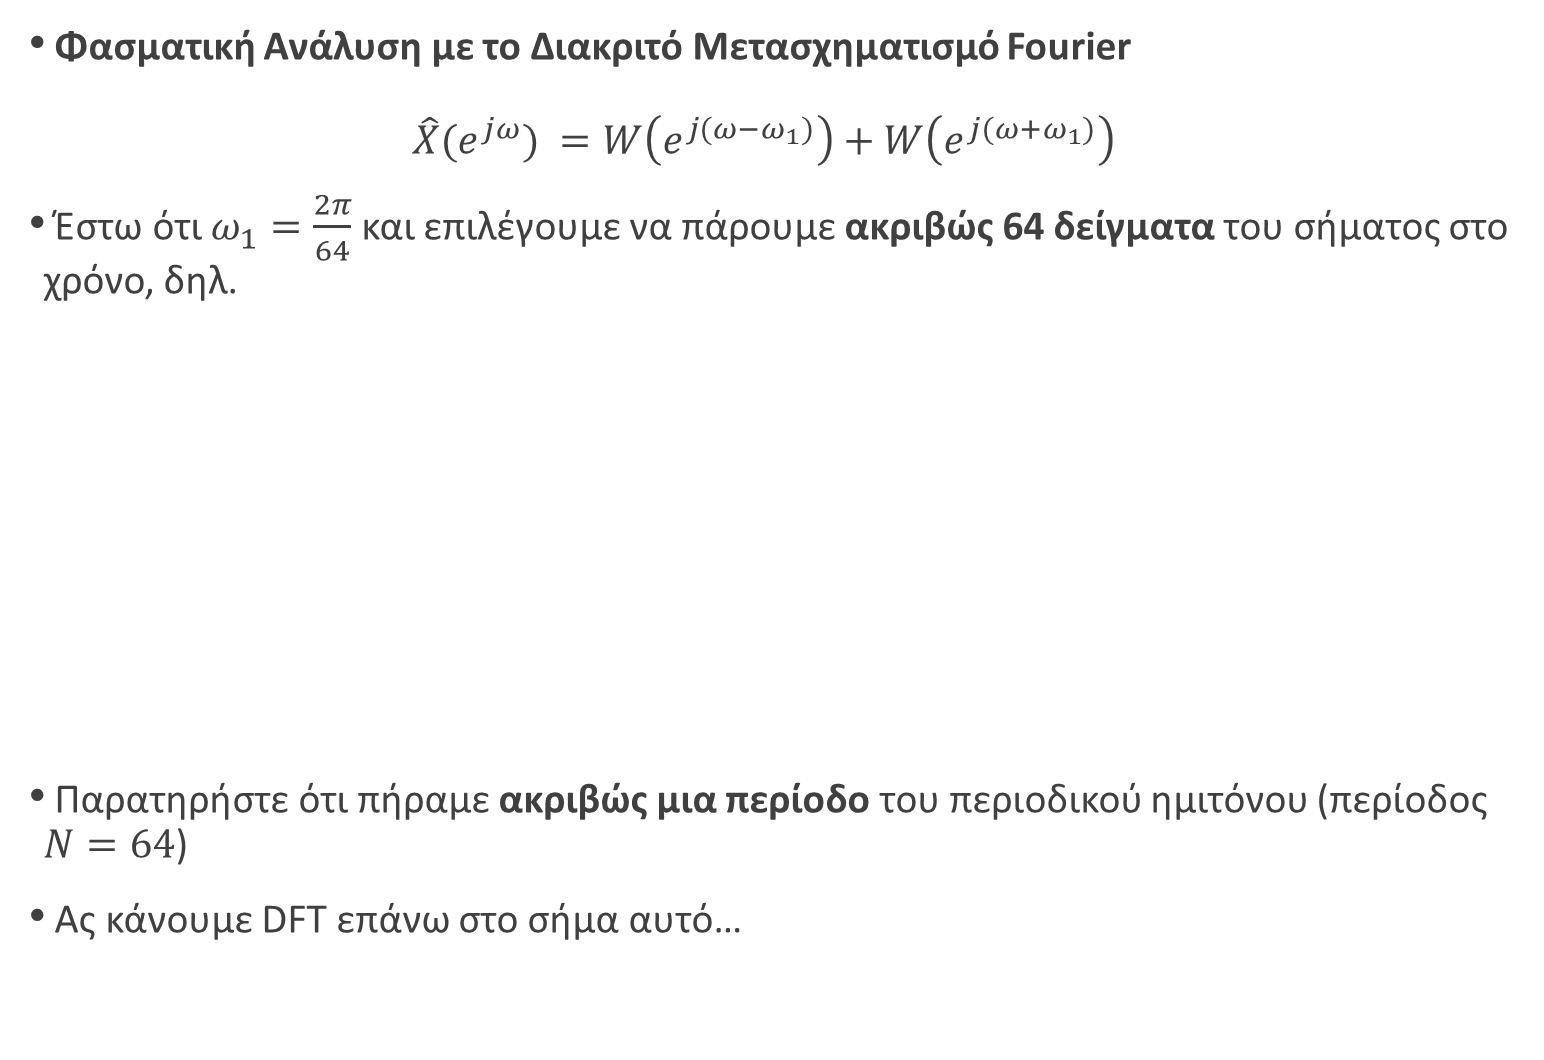 • Φασματική Ανάλυση με το Διακριτό Μετασχηματισμό Fourier
X̂(e^{jω}) = W(e^{j(ω−ω₁)}) + W(e^{j(ω+ω₁)})
• Έστω ότι ω₁ = 2π/64 και επιλέγουμε να πάρουμε ακριβώς 64 δείγματα του σήματος στο
χρόνο, δηλ.
• Παρατηρήστε ότι πήραμε ακριβώς μια περίοδο του περιοδικού ημιτόνου (περίοδος
N = 64)
• Ας κάνουμε DFT επάνω στο σήμα αυτό…